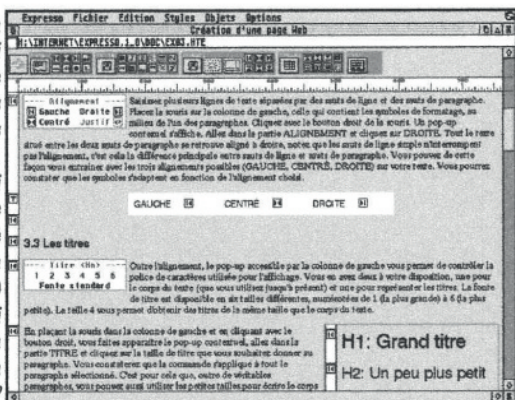 Expresso Fichier Edition Styles Objets Options
Création d'une page Web
H:\INTERNET\EXPRESSO.1_0\DOC\EX03.HTE
Alignement
Gauche Droite
Centré Justif
Saisissez plusieurs lignes de texte séparées par des sauts de ligne et des sauts de paragraphe.
Placez la souris sur la colonne de gauche, celle qui contient les symboles de formatage, au
milieu de l'un des paragraphes. Cliquez avec le bouton droit de la souris. Un pop-up
contextuel s'affiche. Allez dans la partie ALIGNEMENT et cliquez sur DROITE. Tout le texte
situé entre les deux sauts de paragraphe se retrouve aligné à droite, notez que les sauts de ligne simple n'interrompent
pas l'alignement, c'est cela la différence principale entre sauts de ligne et sauts de paragraphe. Vous pouvez de cette
façon vous entrainer avec les trois alignements possibles (GAUCHE, CENTRÉ, DROITE) sur votre texte. Vous pourrez
constater que les symboles s'adaptent en fonction de l'alignement choisi.
GAUCHE CENTRÉ DROITE
3.3 Les titres
Titre <Hn>
1 2 3 4 5 6
Fonte standard
Outre l'alignement, le pop-up accessible par la colonne de gauche vous permet de contrôler la
police de caractères utilisée pour l'affichage. Vous en avez deux à votre disposition, une pour
le corps du texte (que vous utilisez jusqu'à présent) et une pour représenter les titres. La fonte
de titre est disponible en six tailles différentes, numérotées de 1 (la plus grande) à 6 (la plus
petite). La taille 4 vous permet d'obtenir des titres de la même taille que le corps du texte.
En plaçant la souris dans la colonne de gauche et en cliquant avec le
bouton droit, vous faites apparaître le pop-up contextuel, allez dans la
partie TITRE et cliquez sur la taille de titre que vous souhaitez donner au
paragraphe. Vous constaterez que la commande s'applique à tout le
paragraphe sélectionné. C'est pour cela que, outre de véritables
paragraphes, vous pouvez aussi utiliser les petites tailles pour écrire le corps
H1: Grand titre
H2: Un peu plus petit